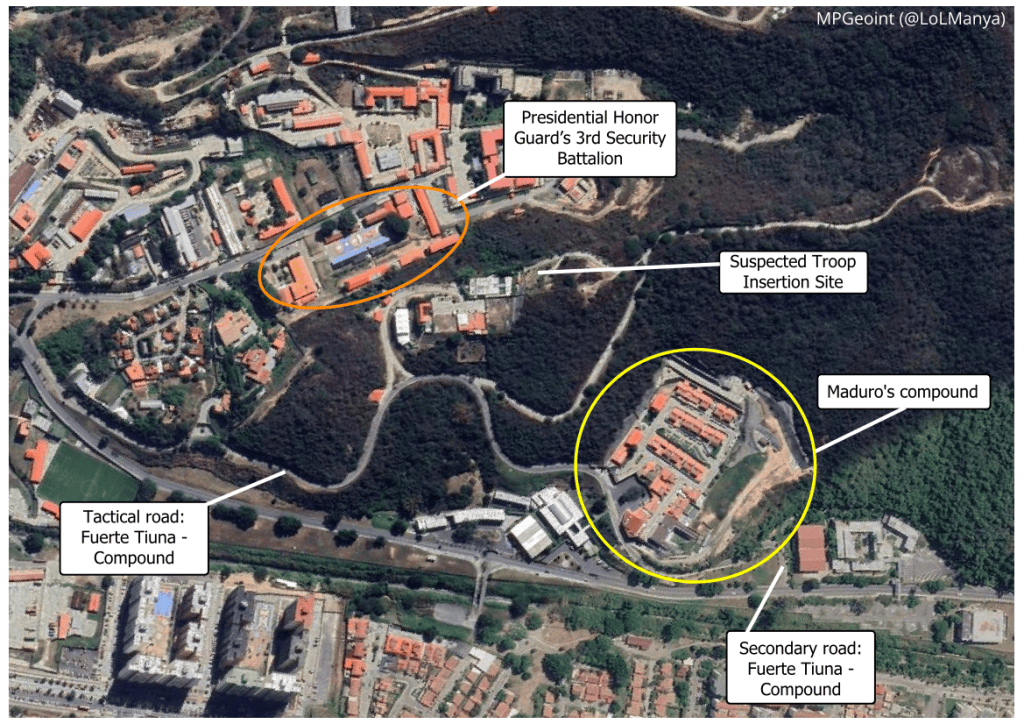 MPGeoint (@LoLManya)
Presidential Honor
Guard's 3rd Security
Battalion
Suspected Troop
Insertion Site
Maduro's compound
Tactical road:
Fuerte Tiuna -
Compound
Secondary road:
Fuerte Tiuna -
Compound